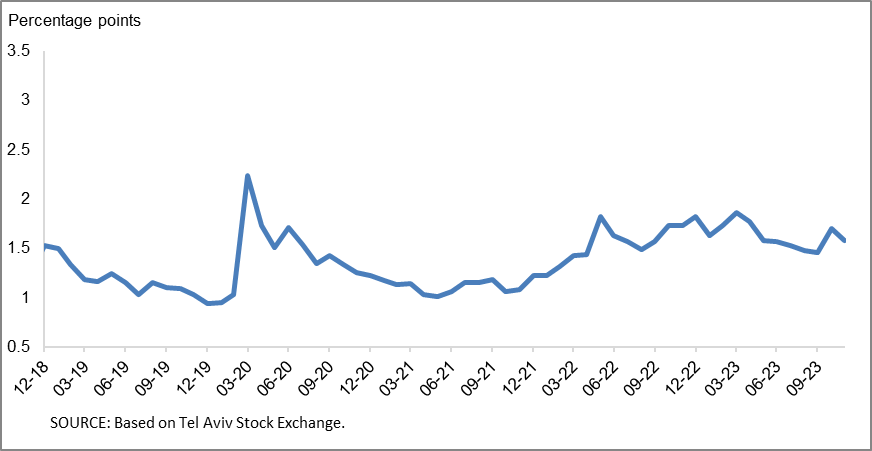 Percentage points
3.5
3
2.5
2
1.5
1
0.5
12-18 03-19 06-19 09-19 12-19 03-20 06-20 09-20 12-20 03-21 06-21 09-21 12-21 03-22 06-22 09-22 12-22 03-23 06-23 09-23
SOURCE: Based on Tel Aviv Stock Exchange.